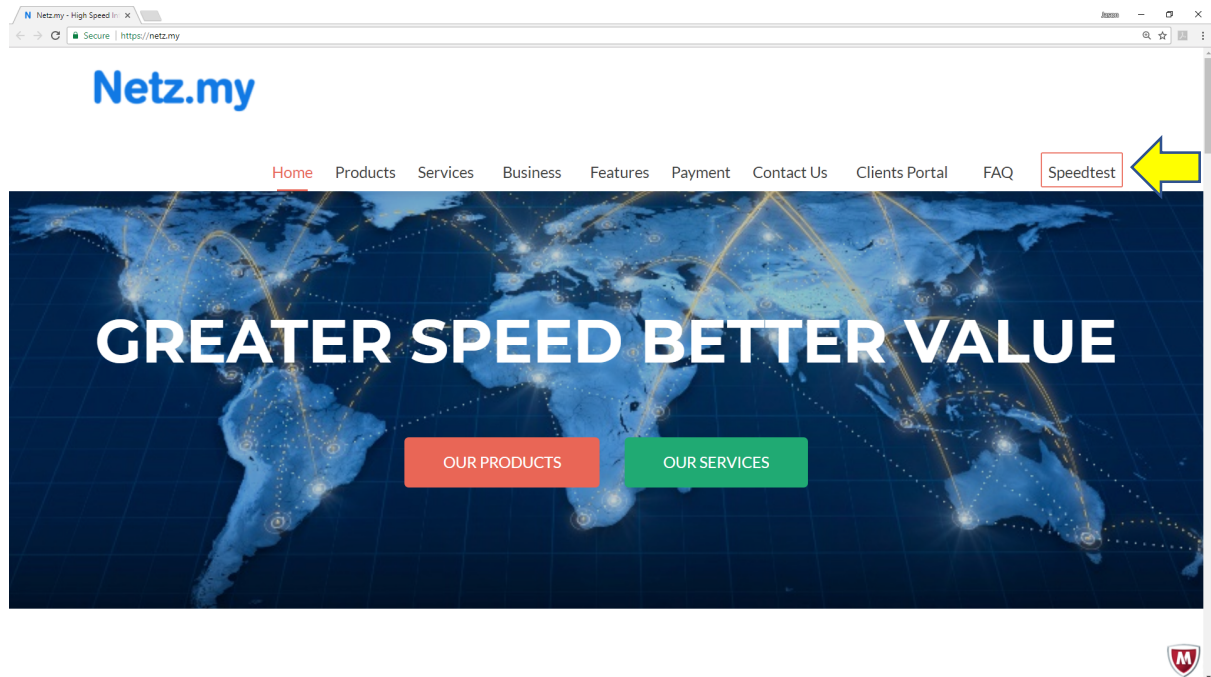 Netz.my - High Speed In
Jason
Secure | https://netz.my
Netz.my
Home Products Services Business Features Payment Contact Us Clients Portal FAQ Speedtest
GREATER SPEED BETTER VALUE
OUR PRODUCTS OUR SERVICES